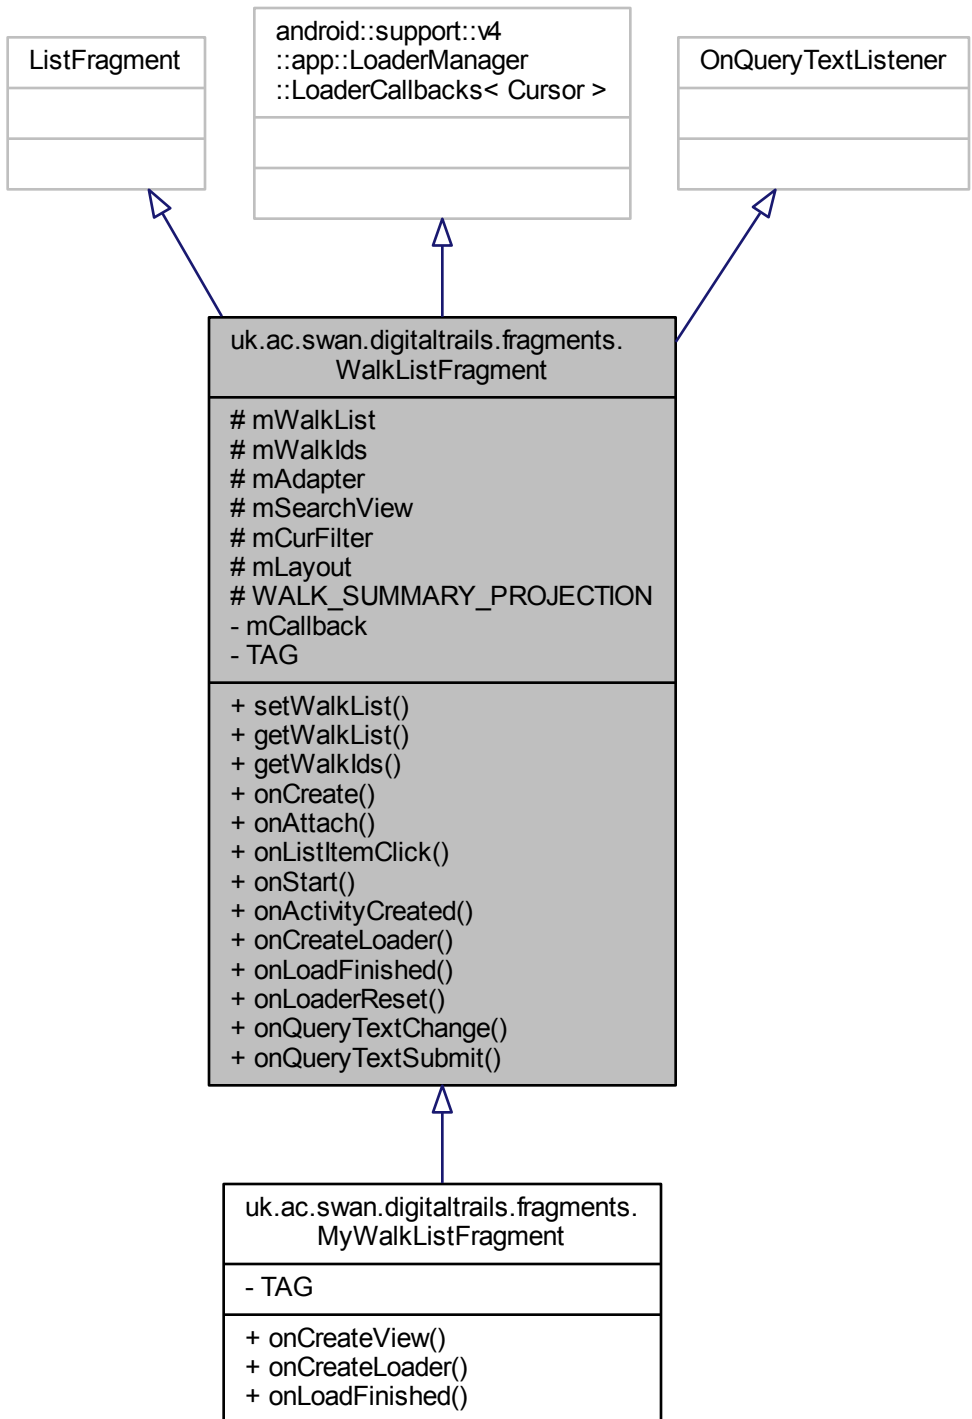 ListFragment
android::support::v4
::app::LoaderManager
::LoaderCallbacks< Cursor >
OnQueryTextListener
uk.ac.swan.digitaltrails.fragments.
WalkListFragment
# mWalkList
# mWalkIds
# mAdapter
# mSearchView
# mCurFilter
# mLayout
# WALK_SUMMARY_PROJECTION
- mCallback
- TAG
+ setWalkList()
+ getWalkList()
+ getWalkIds()
+ onCreate()
+ onAttach()
+ onListItemClick()
+ onStart()
+ onActivityCreated()
+ onCreateLoader()
+ onLoadFinished()
+ onLoaderReset()
+ onQueryTextChange()
+ onQueryTextSubmit()
uk.ac.swan.digitaltrails.fragments.
MyWalkListFragment
- TAG
+ onCreateView()
+ onCreateLoader()
+ onLoadFinished()